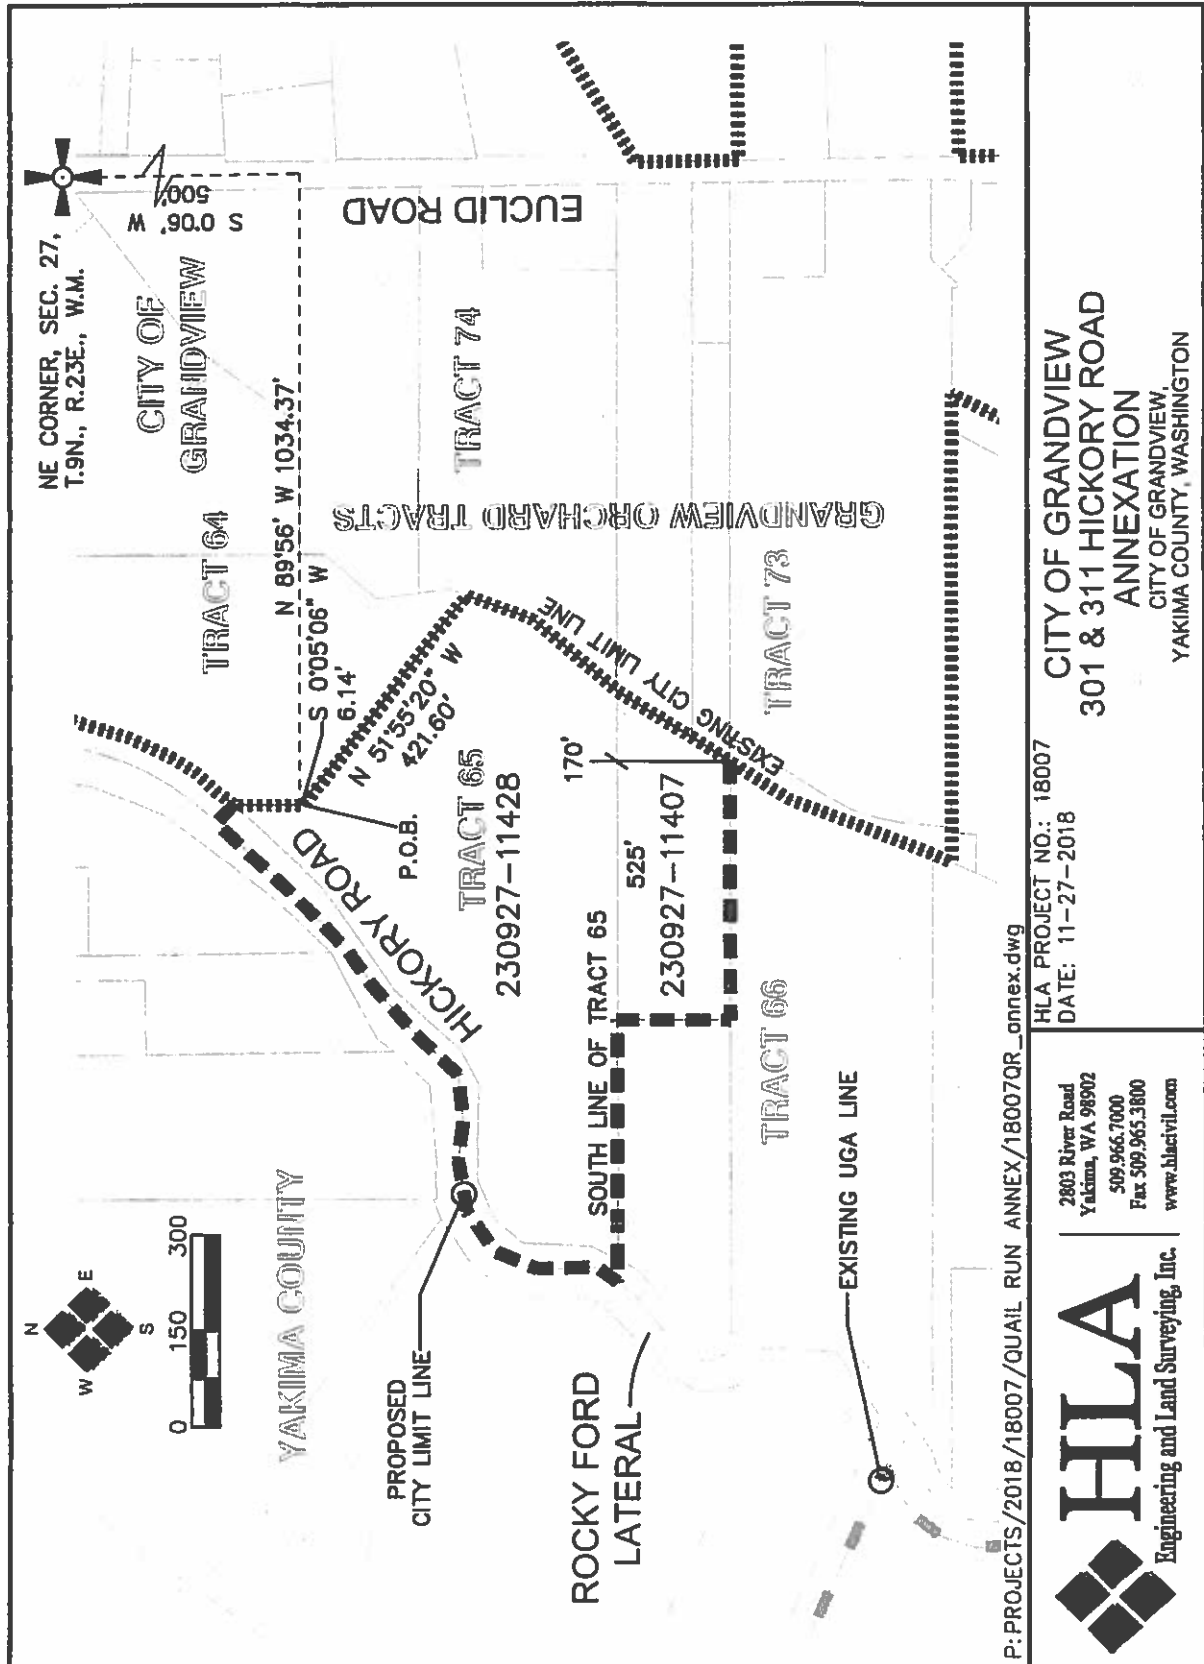 NE CORNER, SEC. 27,
T.9N., R.23E., W.M.
S 0°06' W
500'
CITY OF
GRANDVIEW
TRACT 64
N 89°56' W 1034.37'
S 0°05'06" W
6.14'
EUCLID ROAD
TRACT 74
GRANDVIEW ORCHARD TRACTS
N 51°55'20" W
421.60'
P.O.B.
HICKORY ROAD
TRACT 65
230927-11428
EXISTING CITY LIMIT LINE
TRACT 73
170'
525'
230927-11407
SOUTH LINE OF TRACT 65
TRACT 66
N
E
S
W
0
150
300
YAKIMA COUNTY
PROPOSED
CITY LIMIT LINE
ROCKY FORD
LATERAL
EXISTING UGA LINE
P:PROJECTS/2018/18007/QUAIL RUN ANNEX/18007QR_annex.dwg
HLA
Engineering and Land Surveying, Inc.
2803 River Road
Yakima, WA 98902
509.966.7000
Fax 509.965.3800
www.hlacivil.com
HLA PROJECT NO.: 18007
DATE: 11-27-2018
CITY OF GRANDVIEW
301 & 311 HICKORY ROAD
ANNEXATION
CITY OF GRANDVIEW,
YAKIMA COUNTY, WASHINGTON